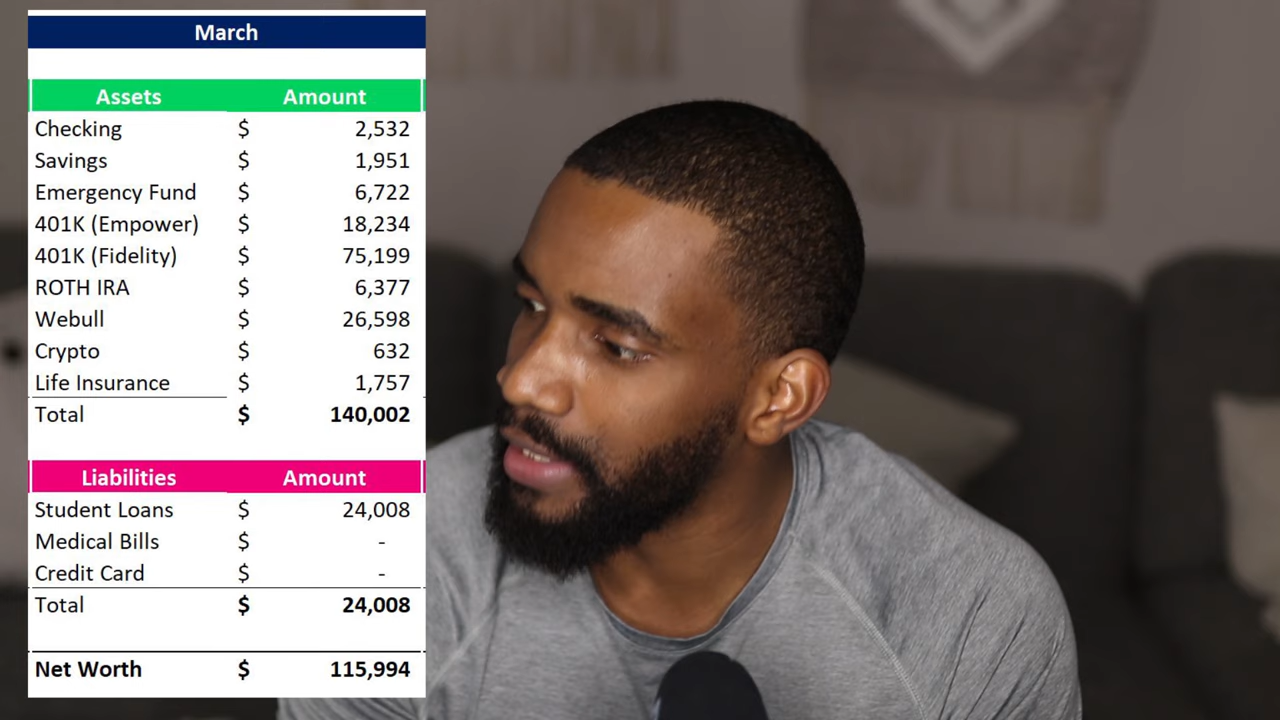 March
Assets Amount
Checking $ 2,532
Savings $ 1,951
Emergency Fund $ 6,722
401K (Empower) $ 18,234
401K (Fidelity) $ 75,199
ROTH IRA $ 6,377
Webull $ 26,598
Crypto $ 632
Life Insurance $ 1,757
Total $ 140,002
Liabilities Amount
Student Loans $ 24,008
Medical Bills $ -
Credit Card $ -
Total $ 24,008
Net Worth $ 115,994